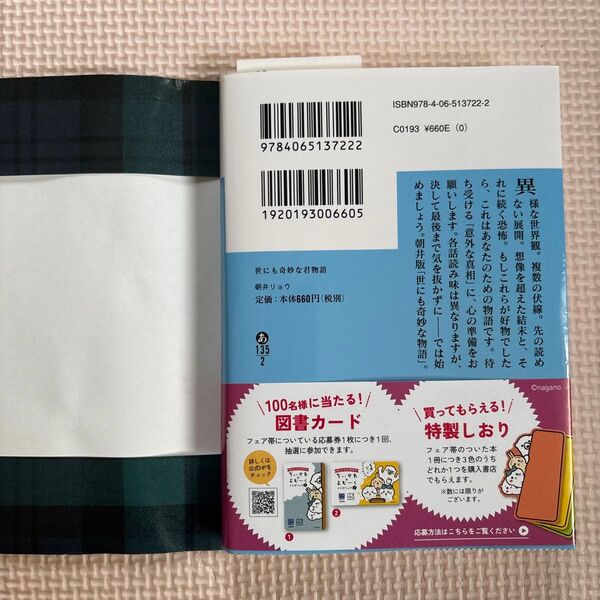 ISBN978-4-06-513722-2
C0193 ¥660E (0)
9784065137222
1920193006605
世にも奇妙な君物語
朝井リョウ
定価：本体660円（税別）
あ
135
2
異様な世界観。複数の伏線。先の読め
ない展開。想像を超えた結末と、そ
れに続く恐怖。もしこれらが好物でした
ら、これはあなたのための物語です。待
ち受ける「意外な真相」に、心の準備をお
願いします。各話読み味は異なりますが、
決して最後まで気を抜かずに――では始
めましょう。朝井版「世にも奇妙な物語」。
©nagano
100名様に当たる！
図書カード
フェア帯についている応募券1枚につき1回、
抽選に参加できます。
詳しくは
公式HPを
チェック
1
2
買ってもらえる！
特製しおり
フェア帯のついた本
1冊につき3色のうち
どれか1つを購入書店
でもらえます。
※数には限りが
ございます。
応募方法はこちらをご覧ください